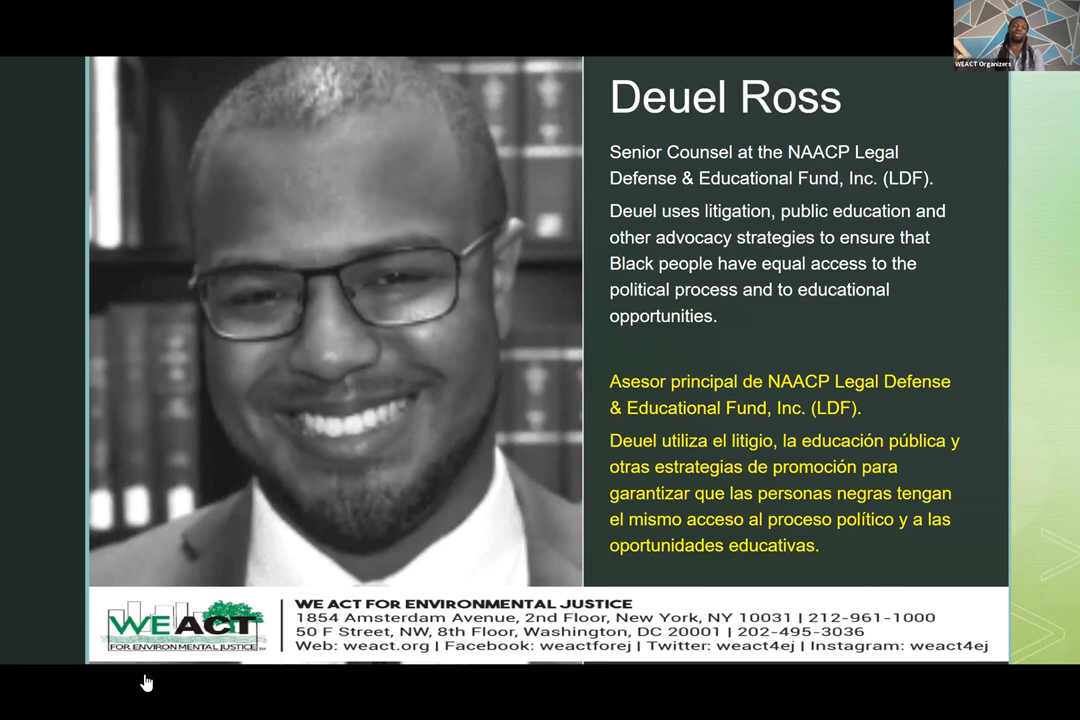 WEACT Organizers
Deuel Ross
Senior Counsel at the NAACP Legal
Defense & Educational Fund, Inc. (LDF).
Deuel uses litigation, public education and
other advocacy strategies to ensure that
Black people have equal access to the
political process and to educational
opportunities.
Asesor principal de NAACP Legal Defense
& Educational Fund, Inc. (LDF).
Deuel utiliza el litigio, la educación pública y
otras estrategias de promoción para
garantizar que las personas negras tengan
el mismo acceso al proceso político y a las
oportunidades educativas.
WE ACT
FOR ENVIRONMENTAL JUSTICE
WE ACT FOR ENVIRONMENTAL JUSTICE
1854 Amsterdam Avenue, 2nd Floor, New York, NY 10031 | 212-961-1000
50 F Street, NW, 8th Floor, Washington, DC 20001 | 202-495-3036
Web: weact.org | Facebook: weactforej | Twitter: weact4ej | Instagram: weact4ej